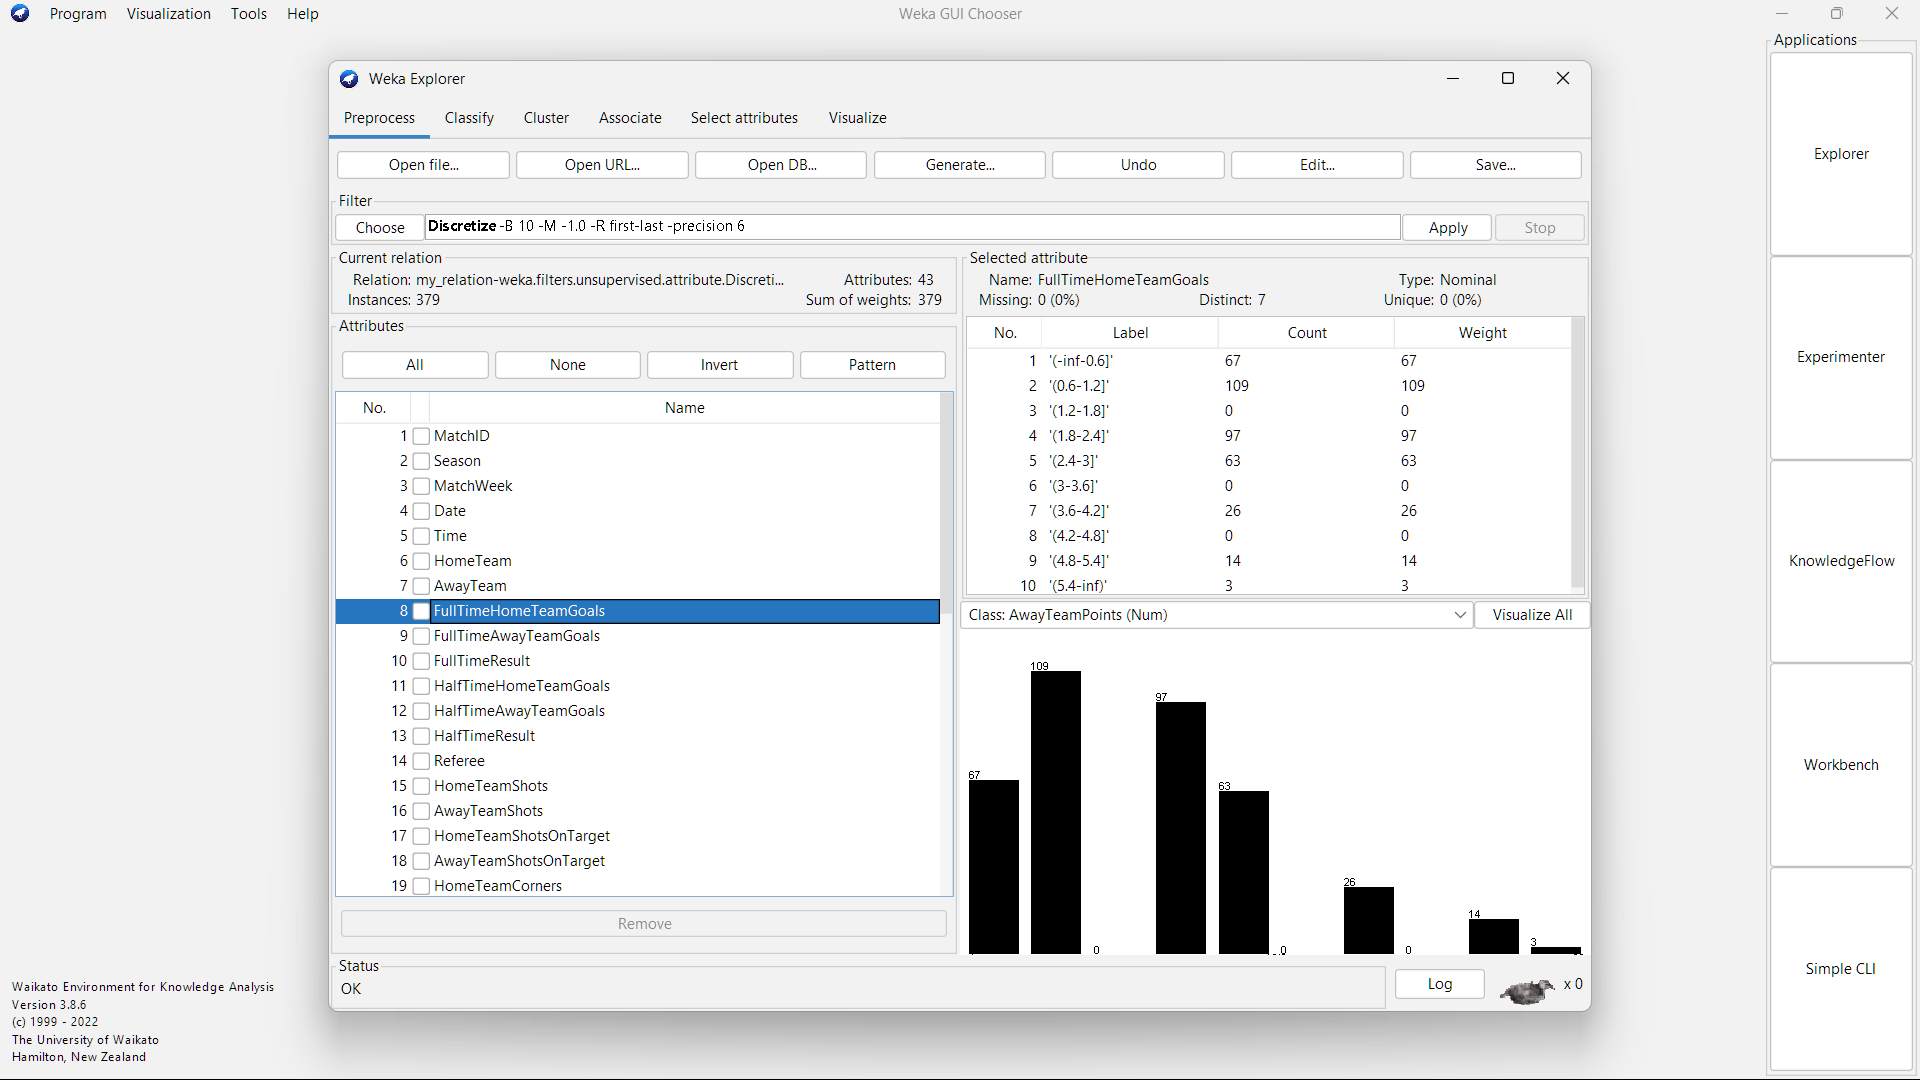 Program Visualization Tools Help Weka GUI Chooser
Applications
Weka Explorer
Preprocess Classify Cluster Associate Select attributes Visualize
Open file... Open URL... Open DB... Generate... Undo Edit... Save...
Filter
Choose Discretize -B 10 -M -1.0 -R first-last -precision 6 Apply Stop
Current relation
Relation: my_relation-weka.filters.unsupervised.attribute.Discreti... Attributes: 43
Instances: 379 Sum of weights: 379
Attributes
All None Invert Pattern
No. Name
1 MatchID
2 Season
3 MatchWeek
4 Date
5 Time
6 HomeTeam
7 AwayTeam
8 FullTimeHomeTeamGoals
9 FullTimeAwayTeamGoals
10 FullTimeResult
11 HalfTimeHomeTeamGoals
12 HalfTimeAwayTeamGoals
13 HalfTimeResult
14 Referee
15 HomeTeamShots
16 AwayTeamShots
17 HomeTeamShotsOnTarget
18 AwayTeamShotsOnTarget
19 HomeTeamCorners
Remove
Selected attribute
Name: FullTimeHomeTeamGoals Type: Nominal
Missing: 0 (0%) Distinct: 7 Unique: 0 (0%)
No. Label Count Weight
1 '(-inf-0.6]' 67 67
2 '(0.6-1.2]' 109 109
3 '(1.2-1.8]' 0 0
4 '(1.8-2.4]' 97 97
5 '(2.4-3]' 63 63
6 '(3-3.6]' 0 0
7 '(3.6-4.2]' 26 26
8 '(4.2-4.8]' 0 0
9 '(4.8-5.4]' 14 14
10 '(5.4-inf)' 3 3
Class: AwayTeamPoints (Num) Visualize All
67 109 0 97 63 0 26 0 14 3
Status
OK
Log x 0
Explorer
Experimenter
KnowledgeFlow
Workbench
Simple CLI
Waikato Environment for Knowledge Analysis
Version 3.8.6
(c) 1999 - 2022
The University of Waikato
Hamilton, New Zealand